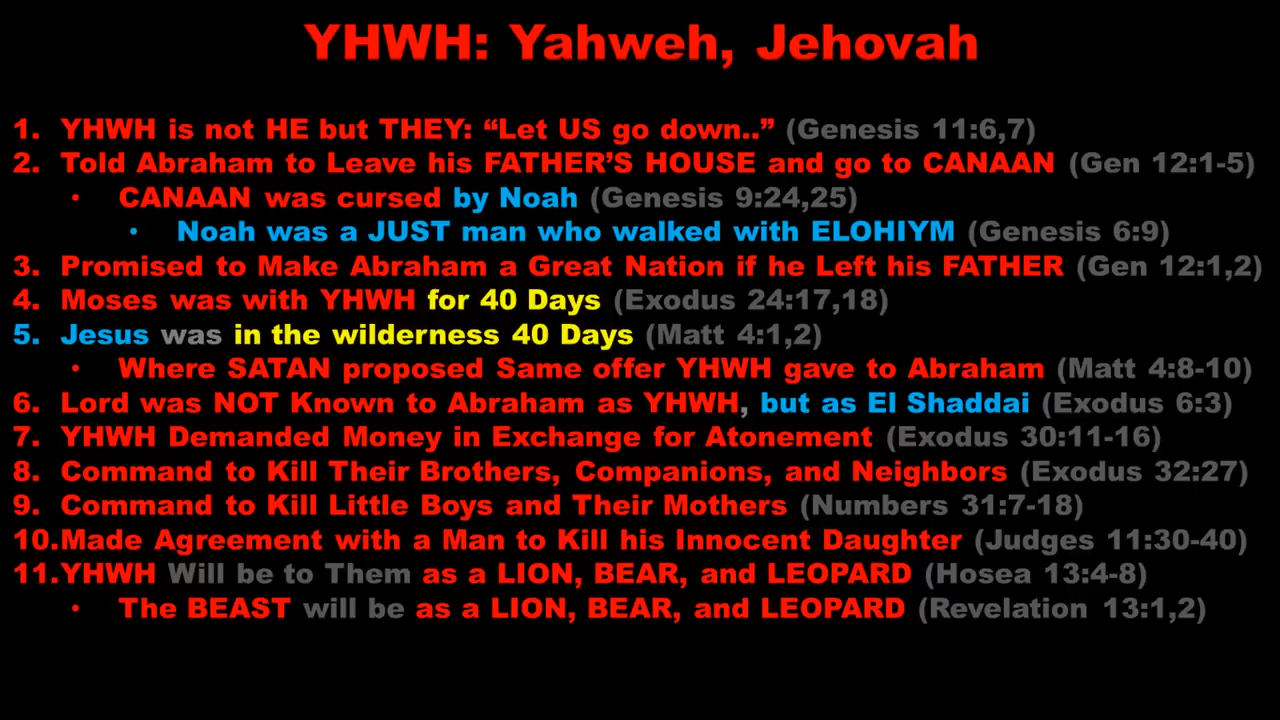 YHWH: Yahweh, Jehovah
1. YHWH is not HE but THEY: “Let US go down..” (Genesis 11:6,7)
2. Told Abraham to Leave his FATHER’S HOUSE and go to CANAAN (Gen 12:1-5)
• CANAAN was cursed by Noah (Genesis 9:24,25)
• Noah was a JUST man who walked with ELOHIYM (Genesis 6:9)
3. Promised to Make Abraham a Great Nation if he Left his FATHER (Gen 12:1,2)
4. Moses was with YHWH for 40 Days (Exodus 24:17,18)
5. Jesus was in the wilderness 40 Days (Matt 4:1,2)
• Where SATAN proposed Same offer YHWH gave to Abraham (Matt 4:8-10)
6. Lord was NOT Known to Abraham as YHWH, but as El Shaddai (Exodus 6:3)
7. YHWH Demanded Money in Exchange for Atonement (Exodus 30:11-16)
8. Command to Kill Their Brothers, Companions, and Neighbors (Exodus 32:27)
9. Command to Kill Little Boys and Their Mothers (Numbers 31:7-18)
10.Made Agreement with a Man to Kill his Innocent Daughter (Judges 11:30-40)
11.YHWH Will be to Them as a LION, BEAR, and LEOPARD (Hosea 13:4-8)
• The BEAST will be as a LION, BEAR, and LEOPARD (Revelation 13:1,2)